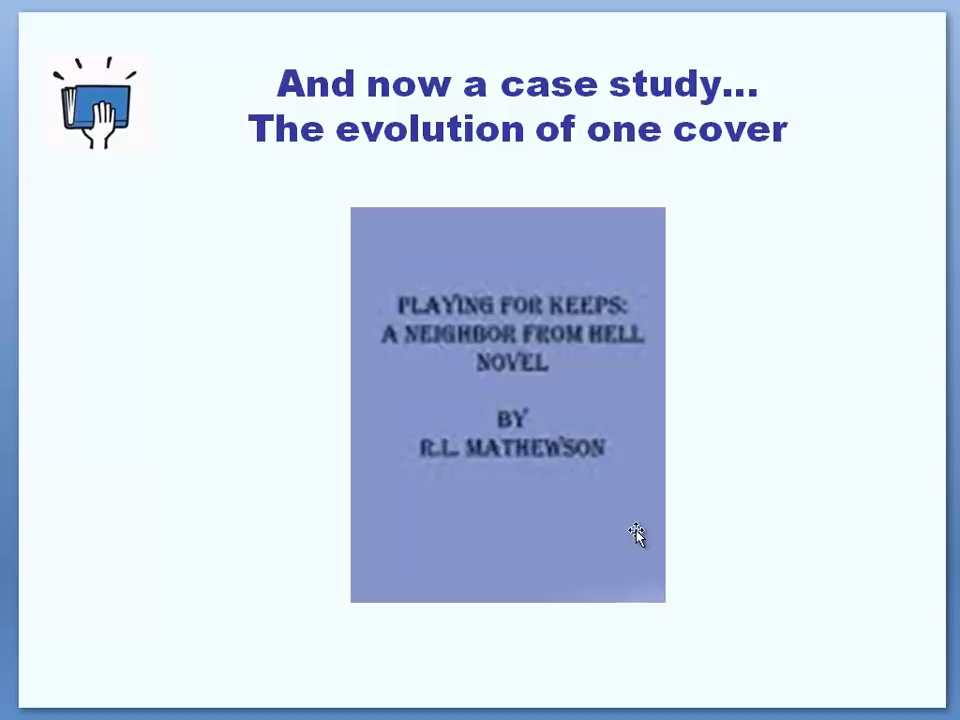 And now a case study...
The evolution of one cover
PLAYING FOR KEEPS:
A NEIGHBOR FROM HELL
NOVEL
BY
R.L. MATHEWSON